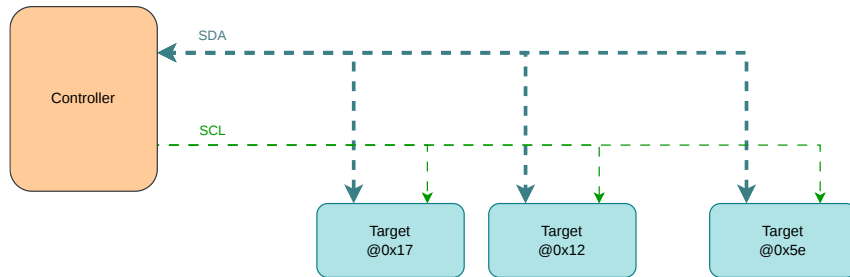 SDA
Controller
SCL
Target
@0x17
Target
@0x12
Target
@0x5e